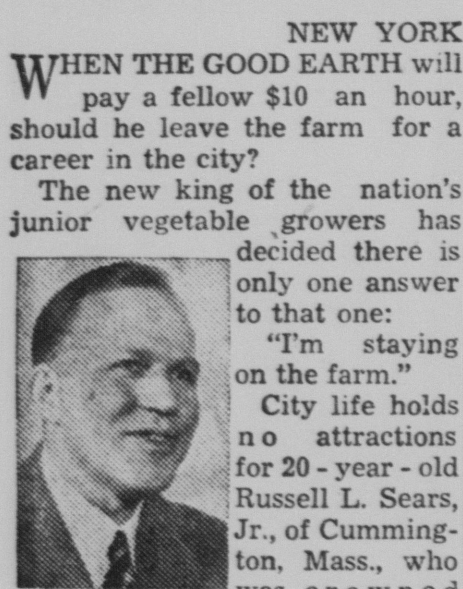 NEW YORK
WHEN THE GOOD EARTH will
pay a fellow $10 an hour,
should he leave the farm for a
career in the city?
The new king of the nation's
junior vegetable growers has
decided there is
only one answer
to that one:
"I'm staying
on the farm."
City life holds
no attractions
for 20-year-old
Russell L. Sears,
Jr., of Cumming-
ton, Mass., who
was crowned